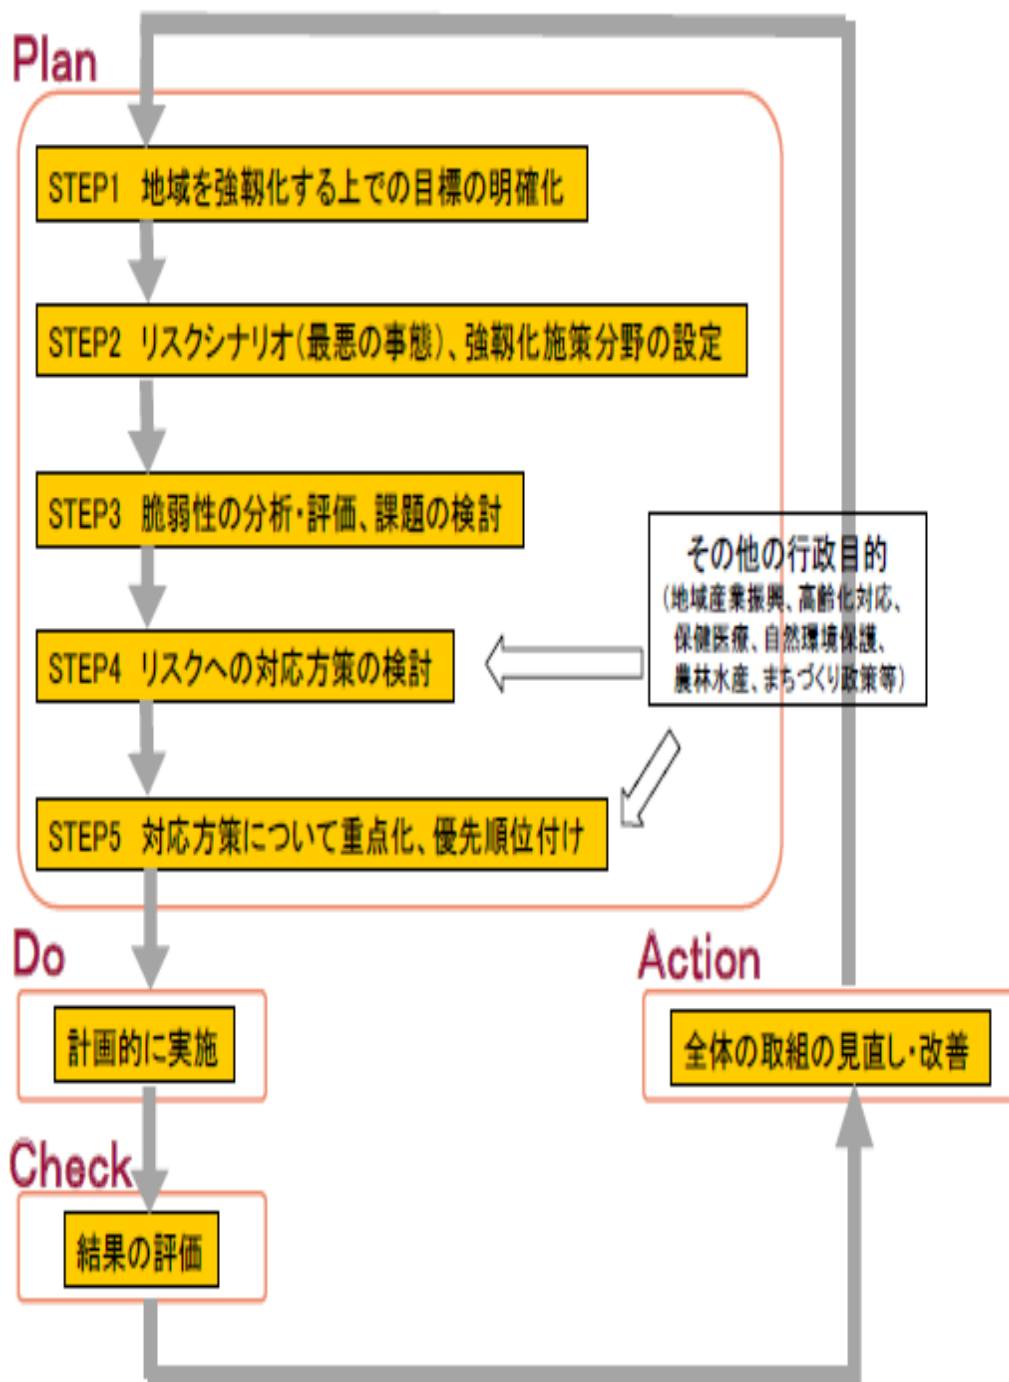 Plan
STEP1 地域を強靱化する上での目標の明確化
STEP2 リスクシナリオ(最悪の事態)、強靱化施策分野の設定
STEP3 脆弱性の分析・評価、課題の検討
その他の行政目的
(地域産業振興、高齢化対応、
保健医療、自然環境保護、
農林水産、まちづくり政策等)
STEP4 リスクへの対応方策の検討
STEP5 対応方策について重点化、優先順位付け
Do
計画的に実施
Check
結果の評価
Action
全体の取組の見直し・改善